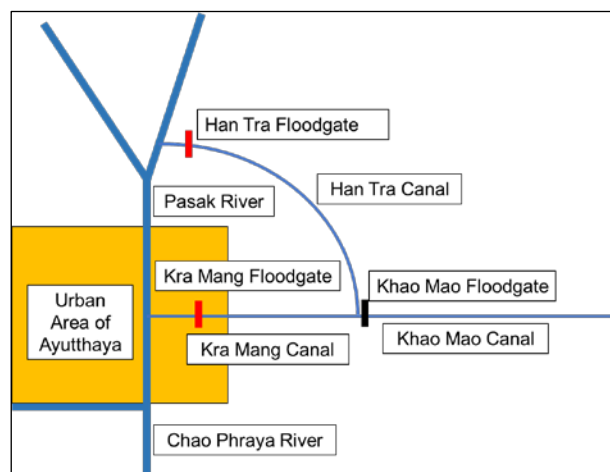 Han Tra Floodgate
Han Tra Canal
Pasak River
Kra Mang Floodgate
Khao Mao Floodgate
Urban
Area of
Ayutthaya
Kra Mang Canal
Khao Mao Canal
Chao Phraya River